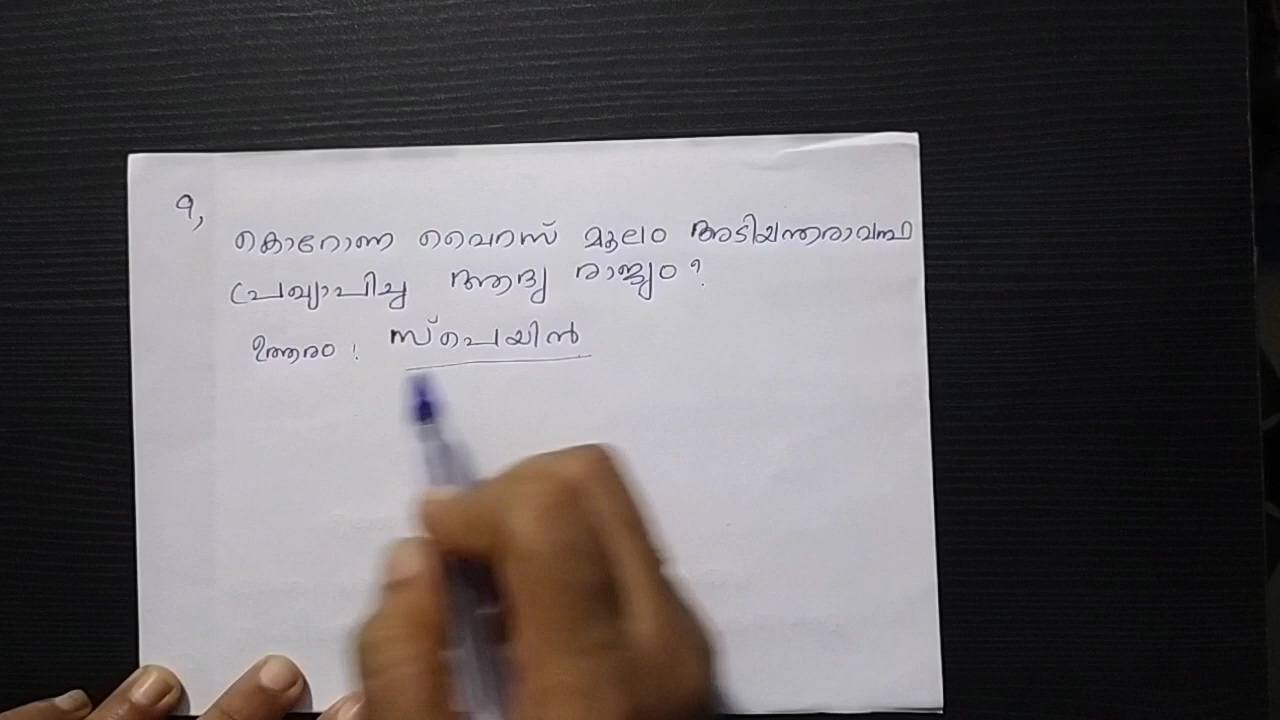 9,
കൊറോണ വൈറസ് മൂലം അടിയന്തരാവസ്ഥ
പ്രഖ്യാപിച്ച ആദ്യ രാജ്യം?
ഉത്തരം : സ്പെയിൻ